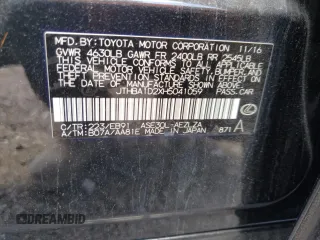 MFD. BY: TOYOTA MOTOR CORPORATION 11/16
GVWR 4630LB GAWR FR 2400LB RR 2545LB
THIS VEHICLE CONFORMS TO ALL APPLICABLE
FEDERAL MOTOR VEHICLE SAFETY, BUMPER, AND
THEFT PREVENTION STANDARDS IN EFFECT ON
THE DATE OF MANUFACTURE SHOWN ABOVE.
JTHBA1D2XH5041059 PASS. CAR
C/TR: 223/EB91 ASE30L-AEZLZA
A/TM: B07A/AA81E MADE IN JAPAN 871 A